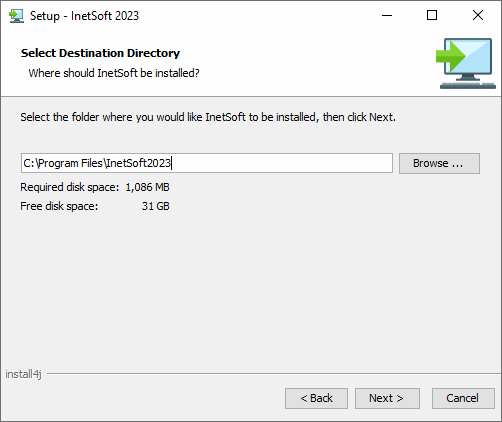 Setup - InetSoft 2023
Select Destination Directory
Where should InetSoft be installed?
Select the folder where you would like InetSoft to be installed, then click Next.
C:\Program Files\InetSoft2023
Browse ...
Required disk space: 1,086 MB
Free disk space: 31 GB
install4j
< Back
Next >
Cancel